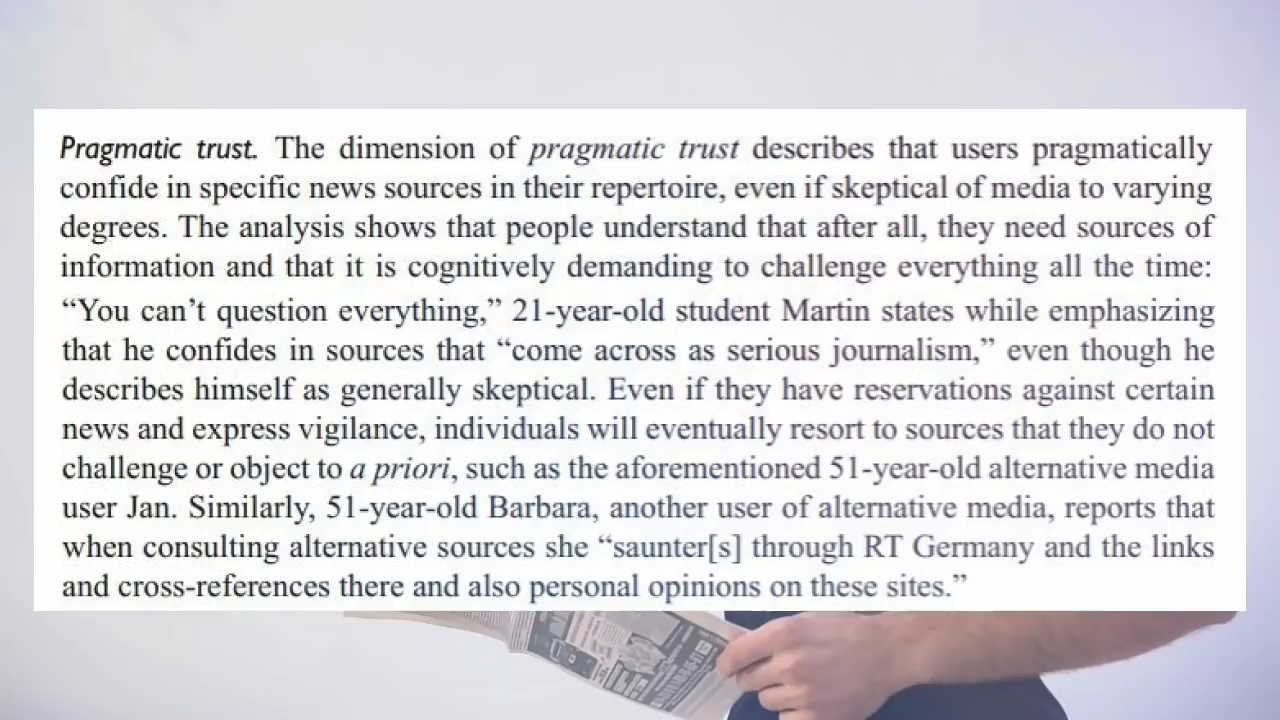 Pragmatic trust. The dimension of pragmatic trust describes that users pragmatically
confide in specific news sources in their repertoire, even if skeptical of media to varying
degrees. The analysis shows that people understand that after all, they need sources of
information and that it is cognitively demanding to challenge everything all the time:
“You can’t question everything,” 21-year-old student Martin states while emphasizing
that he confides in sources that “come across as serious journalism,” even though he
describes himself as generally skeptical. Even if they have reservations against certain
news and express vigilance, individuals will eventually resort to sources that they do not
challenge or object to a priori, such as the aforementioned 51-year-old alternative media
user Jan. Similarly, 51-year-old Barbara, another user of alternative media, reports that
when consulting alternative sources she “saunter[s] through RT Germany and the links
and cross-references there and also personal opinions on these sites.”